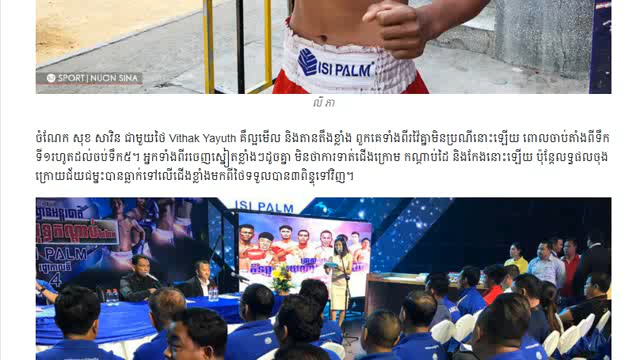 ISI PALM
SPORT|NUON SINA
លី ភា
ចំណែក សុខ សាវិន ជាមួយថៃ Vithak Yayuth គឺល្អមើល និងតានតឹងខ្លាំង ពួកគេទាំងពីរវ៉ៃគ្នាមិនប្រណីនោះឡើយ ពោលចាប់តាំងពីទឹក
ទី១រហូតដល់ចប់ទឹក៥។ អ្នកទាំងពីរចេញស្នៀតខ្លាំងៗដូចគ្នា មិនថាការទាត់ជើងក្រោម កណ្តាប់ដៃ និងកែងនោះឡើយ ប៉ុន្តែលទ្ធផលចុង
ក្រោយជ័យជម្នះបានធ្លាក់ទៅលើជើងខ្លាំងមកពីថៃទទួលបាន៣ពិន្ទុទៅវិញ។
ISI PALM
PALM
4